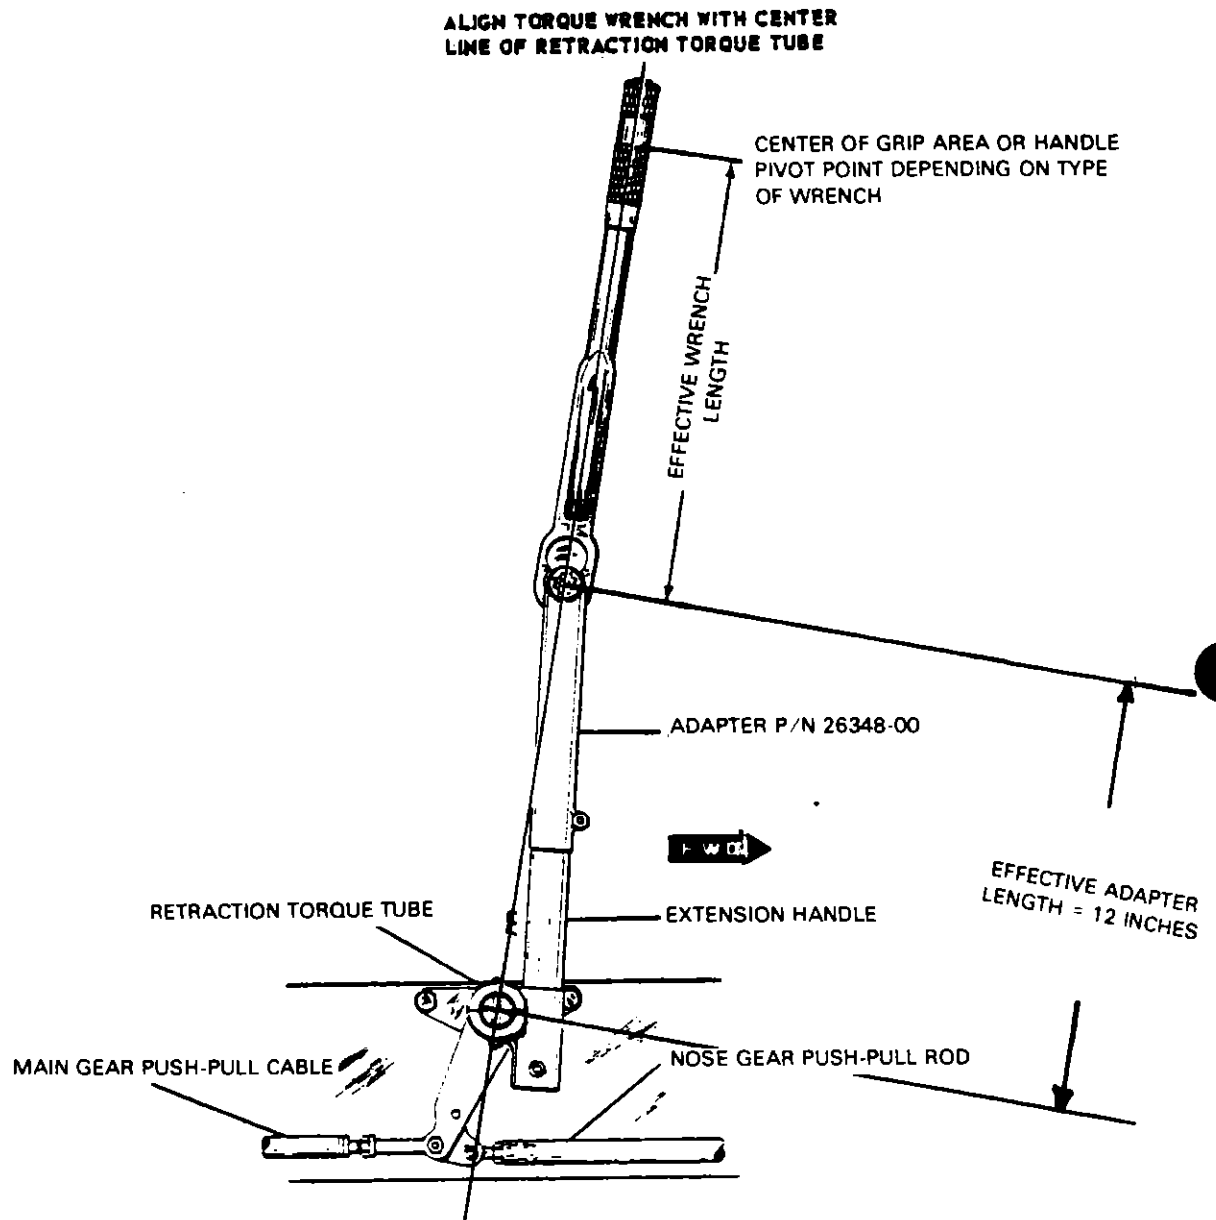 ALIGN TORQUE WRENCH WITH CENTER
LINE OF RETRACTION TORQUE TUBE
CENTER OF GRIP AREA OR HANDLE
PIVOT POINT DEPENDING ON TYPE
OF WRENCH
EFFECTIVE WRENCH
LENGTH
ADAPTER P/N 26348-00
EFFECTIVE ADAPTER
LENGTH = 12 INCHES
RETRACTION TORQUE TUBE
EXTENSION HANDLE
MAIN GEAR PUSH-PULL CABLE
NOSE GEAR PUSH-PULL ROD